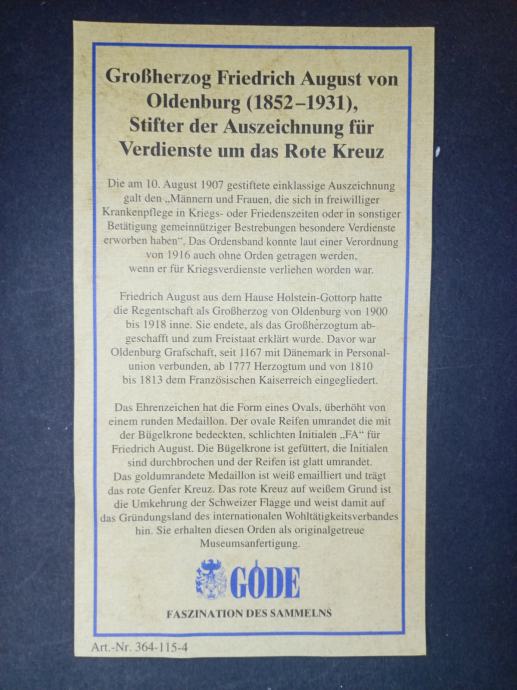 Großherzog Friedrich August von
Oldenburg (1852–1931),
Stifter der Auszeichnung für
Verdienste um das Rote Kreuz
Die am 10. August 1907 gestiftete einklassige Auszeichnung
galt den „Männern und Frauen, die sich in freiwilliger
Krankenpflege in Kriegs- oder Friedenszeiten oder in sonstiger
Betätigung gemeinnütziger Bestrebungen besondere Verdienste
erworben haben“. Das Ordensband konnte laut einer Verordnung
von 1916 auch ohne Orden getragen werden,
wenn er für Kriegsverdienste verliehen worden war.
Friedrich August aus dem Hause Holstein-Gottorp hatte
die Regentschaft als Großherzog von Oldenburg von 1900
bis 1918 inne. Sie endete, als das Großherzogtum ab-
geschafft und zum Freistaat erklärt wurde. Davor war
Oldenburg Grafschaft, seit 1167 mit Dänemark in Personal-
union verbunden, ab 1777 Herzogtum und von 1810
bis 1813 dem Französischen Kaiserreich eingegliedert.
Das Ehrenzeichen hat die Form eines Ovals, überhöht von
einem runden Medaillon. Der ovale Reifen umrandet die mit
der Bügelkrone bedeckten, schlichten Initialen „FA“ für
Friedrich August. Die Bügelkrone ist gefüttert, die Initialen
sind durchbrochen und der Reifen ist glatt umrandet.
Das goldumrandete Medaillon ist weiß emailliert und trägt
das rote Genfer Kreuz. Das rote Kreuz auf weißem Grund ist
die Umkehrung der Schweizer Flagge und weist damit auf
das Gründungsland des internationalen Wohltätigkeitsverbandes
hin. Sie erhalten diesen Orden als originalgetreue
Museumsanfertigung.
GÖDE
FASZINATION DES SAMMELNS
Art.-Nr. 364-115-4